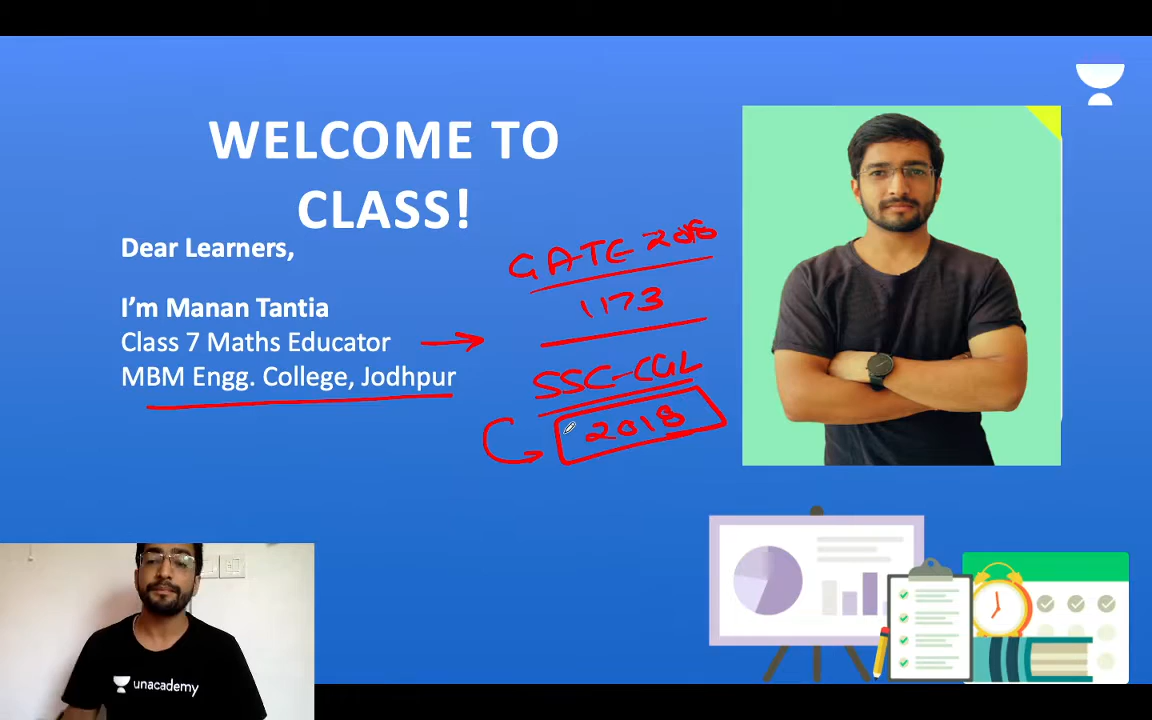 WELCOME TO
CLASS!
Dear Learners,
I'm Manan Tantia
Class 7 Maths Educator
MBM Engg. College, Jodhpur
GATE
1173
SSC-CGL
2018
unacademy